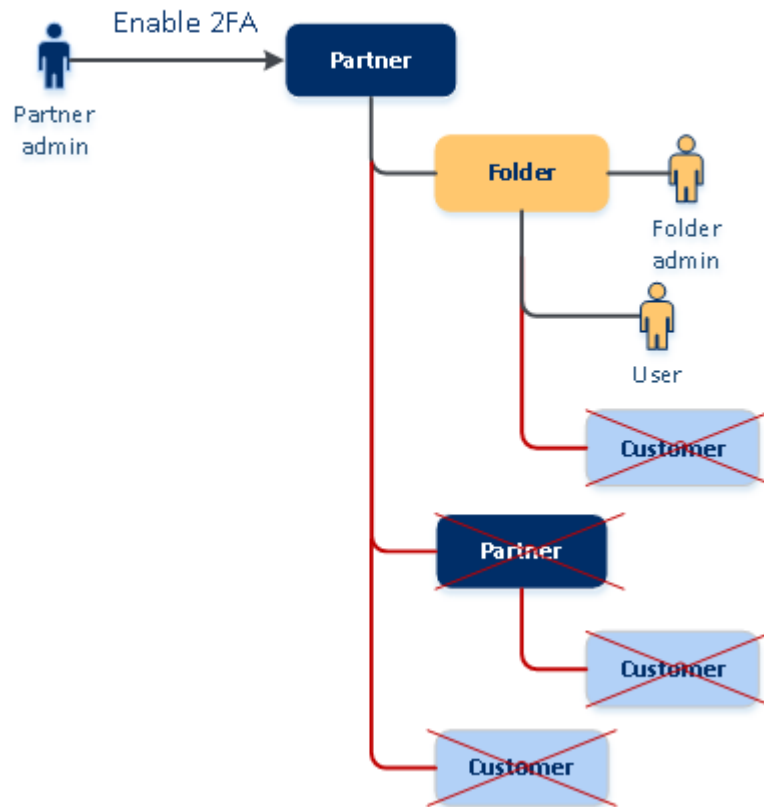 Enable 2FA
Partner
Partner
admin
Folder
Folder
admin
User
Customer
Partner
Customer
Customer